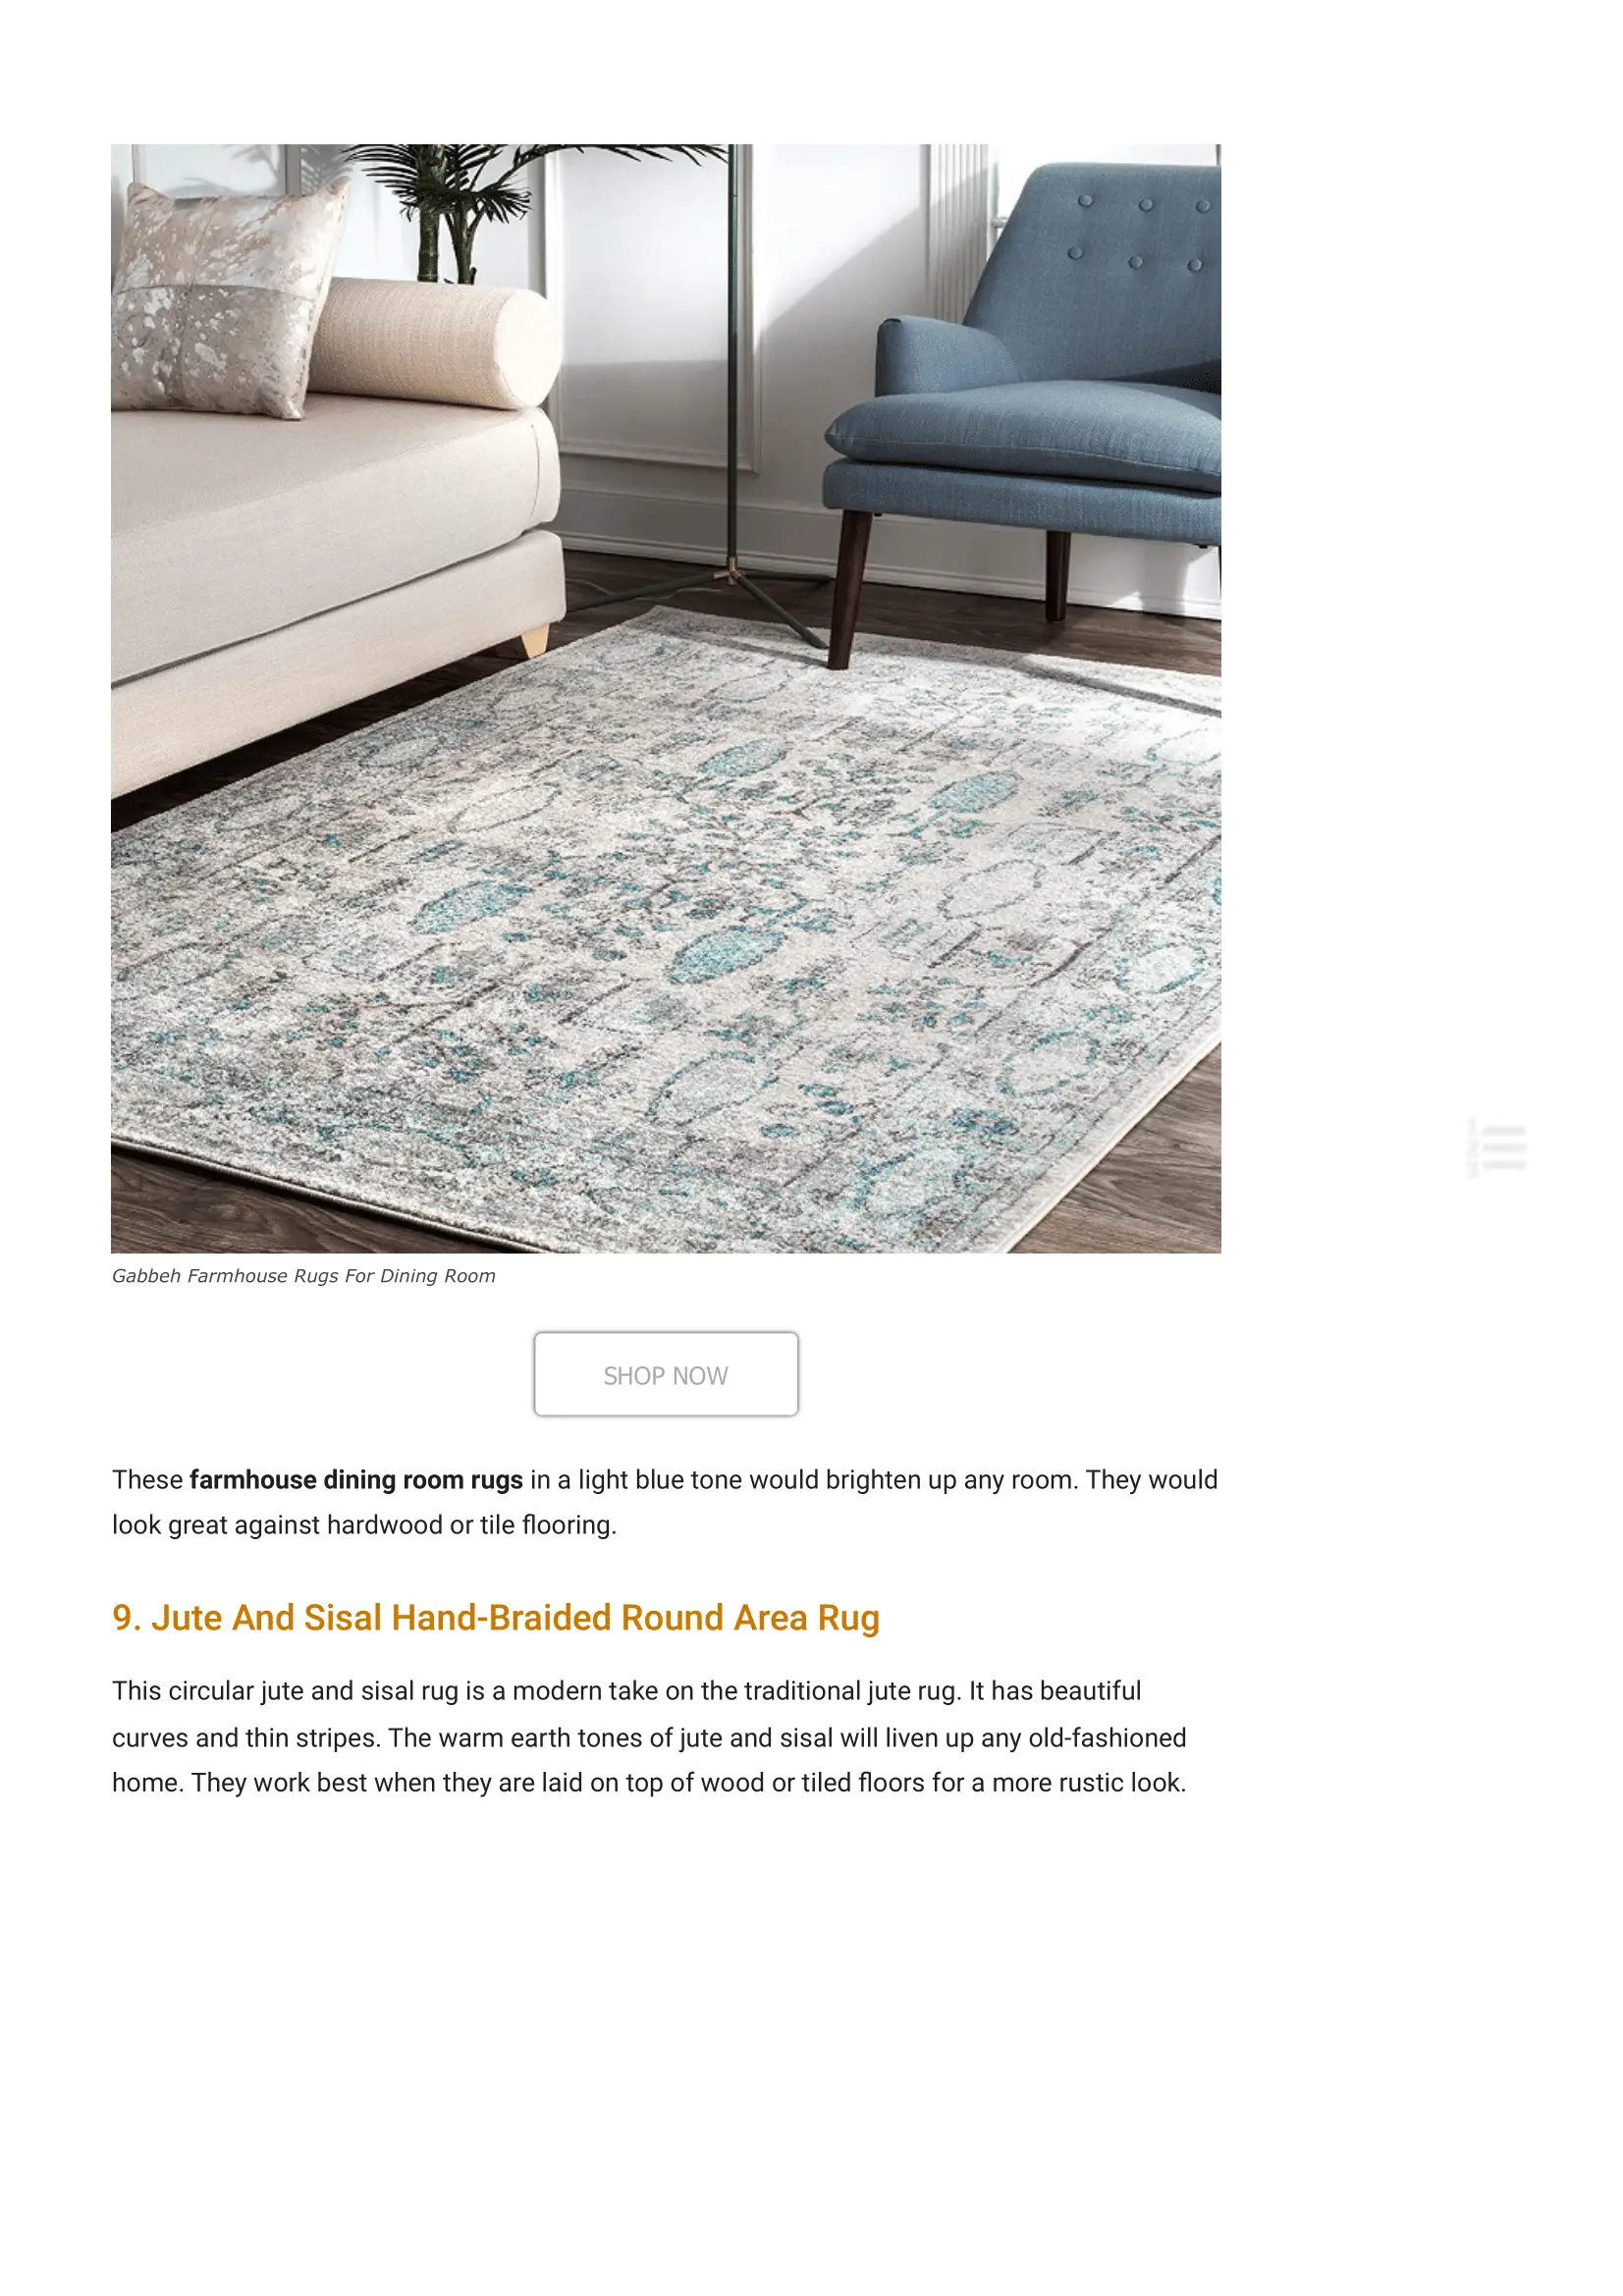 Gabbeh Farmhouse Rugs For Dining Room
SHOP NOW
These farmhouse dining room rugs in a light blue tone would brighten up any room. They would
look great against hardwood or tile flooring.
9. Jute And Sisal Hand-Braided Round Area Rug
This circular jute and sisal rug is a modern take on the traditional jute rug. It has beautiful
curves and thin stripes. The warm earth tones of jute and sisal will liven up any old-fashioned
home. They work best when they are laid on top of wood or tiled floors for a more rustic look.